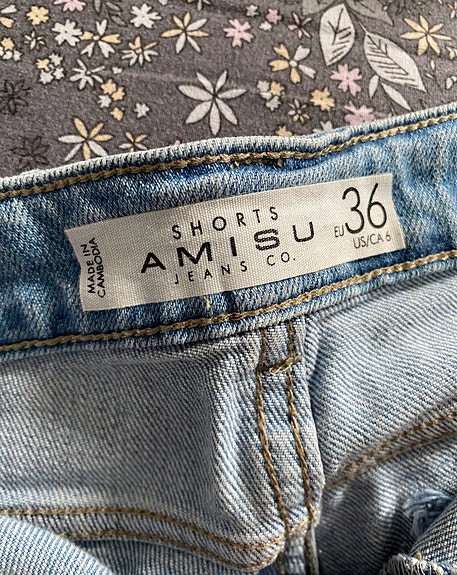 MADE IN
CAMBODIA
SHORTS
AMISU
JEANS CO.
EU 36
US/CA 6